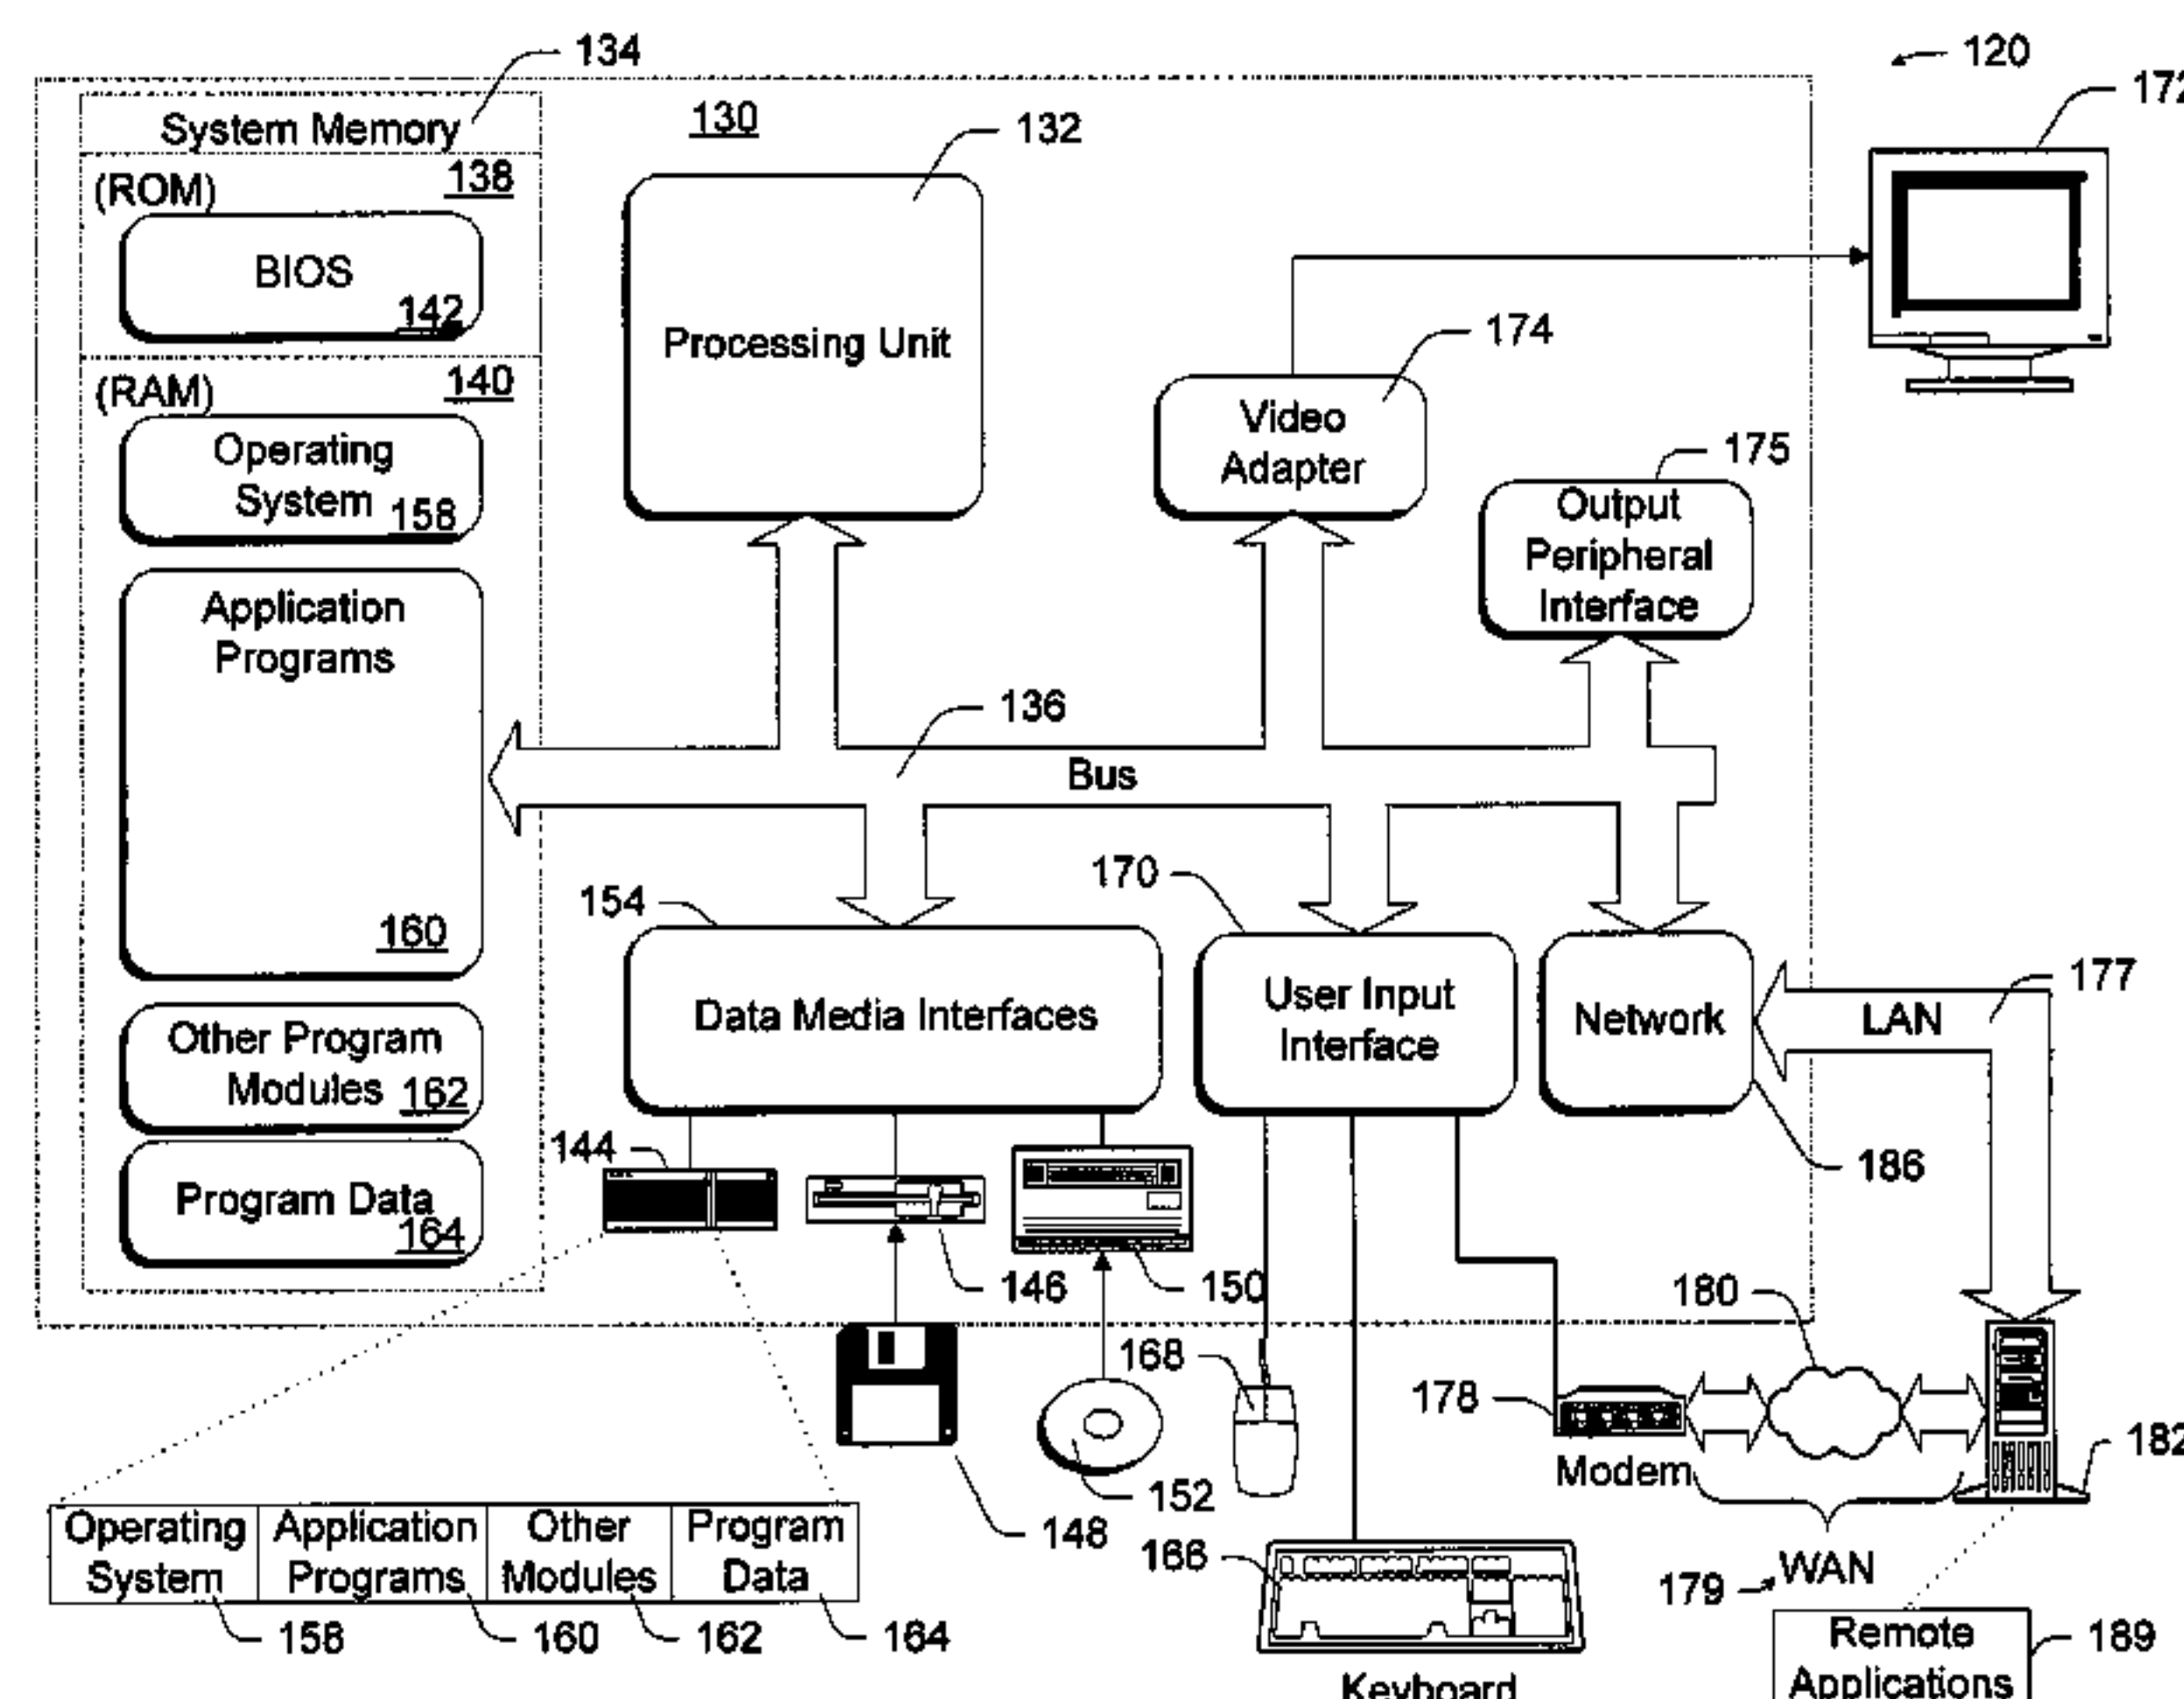 134
120
172
System Memory
130
132
(ROM)
138
BIOS
142
Processing Unit
174
(RAM)
140
Video
Adapter
175
Operating
System
158
Output
Peripheral
Interface
Application
Programs
136
Bus
160
154
170
177
Data Media Interfaces
User Input
Interface
Network
LAN
Other Program
Modules
162
144
186
Program Data
164
146
150
180
168
178
182
Modem
152
148
Operating
System
Application
Programs
Other
Modules
Program
Data
166
WAN
179
158
160
162
164
Remote
Applications
189
Keyboard